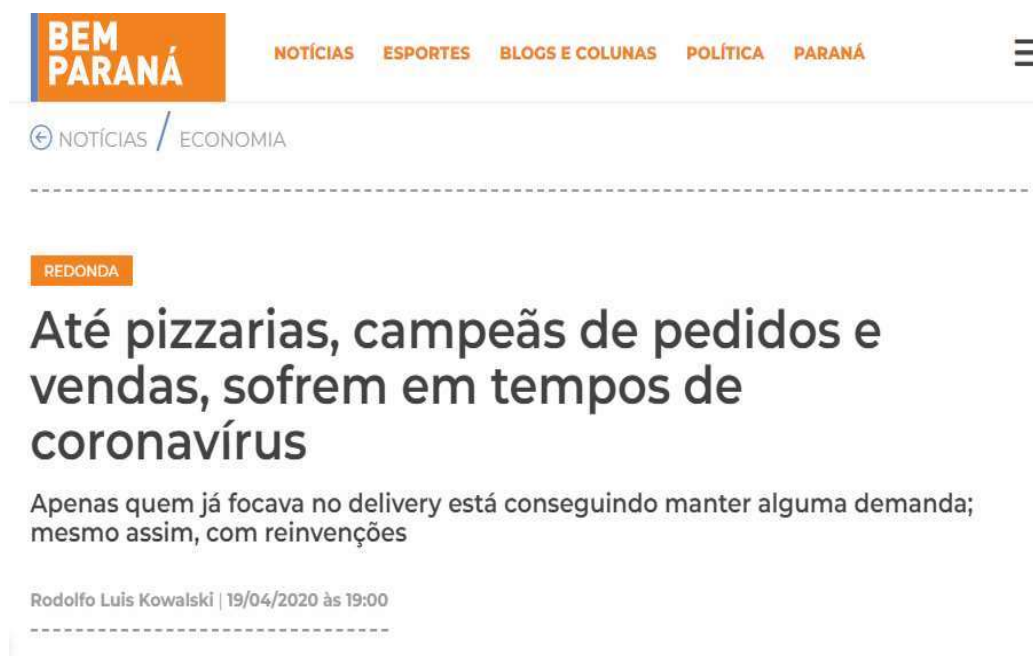 BEM
PARANÁ
NOTÍCIAS ESPORTES BLOGS E COLUNAS POLÍTICA PARANÁ
NOTÍCIAS / ECONOMIA
REDONDA
Até pizzarias, campeãs de pedidos e
vendas, sofrem em tempos de
coronavírus
Apenas quem já focava no delivery está conseguindo manter alguma demanda;
mesmo assim, com reinvenções
Rodolfo Luis Kowalski | 19/04/2020 às 19:00